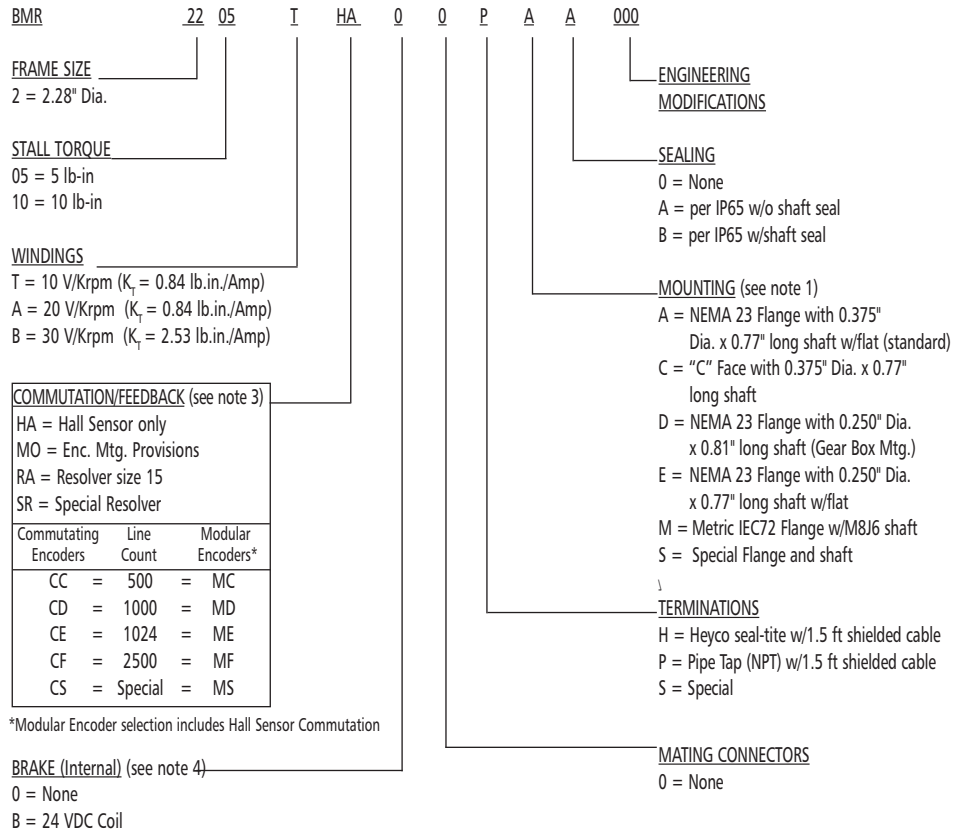 BMR 22 05 T HA 0 0 P A A 000
FRAME SIZE
2 = 2.28" Dia.
STALL TORQUE
05 = 5 lb-in
10 = 10 lb-in
WINDINGS
T = 10 V/Krpm (KT = 0.84 lb.in./Amp)
A = 20 V/Krpm (KT = 0.84 lb.in./Amp)
B = 30 V/Krpm (KT = 2.53 lb.in./Amp)
COMMUTATION/FEEDBACK (see note 3)
HA = Hall Sensor only
MO = Enc. Mtg. Provisions
RA = Resolver size 15
SR = Special Resolver
Commutating Line Modular
Encoders Count Encoders*
CC = 500 = MC
CD = 1000 = MD
CE = 1024 = ME
CF = 2500 = MF
CS = Special = MS
*Modular Encoder selection includes Hall Sensor Commutation
BRAKE (Internal) (see note 4)
0 = None
B = 24 VDC Coil
ENGINEERING
MODIFICATIONS
SEALING
0 = None
A = per IP65 w/o shaft seal
B = per IP65 w/shaft seal
MOUNTING (see note 1)
A = NEMA 23 Flange with 0.375"
Dia. x 0.77" long shaft w/flat (standard)
C = “C” Face with 0.375" Dia. x 0.77"
long shaft
D = NEMA 23 Flange with 0.250" Dia.
x 0.81" long shaft (Gear Box Mtg.)
E = NEMA 23 Flange with 0.250" Dia.
x 0.77" long shaft w/flat
M = Metric IEC72 Flange w/M8J6 shaft
S = Special Flange and shaft
TERMINATIONS
H = Heyco seal-tite w/1.5 ft shielded cable
P = Pipe Tap (NPT) w/1.5 ft shielded cable
S = Special
MATING CONNECTORS
0 = None